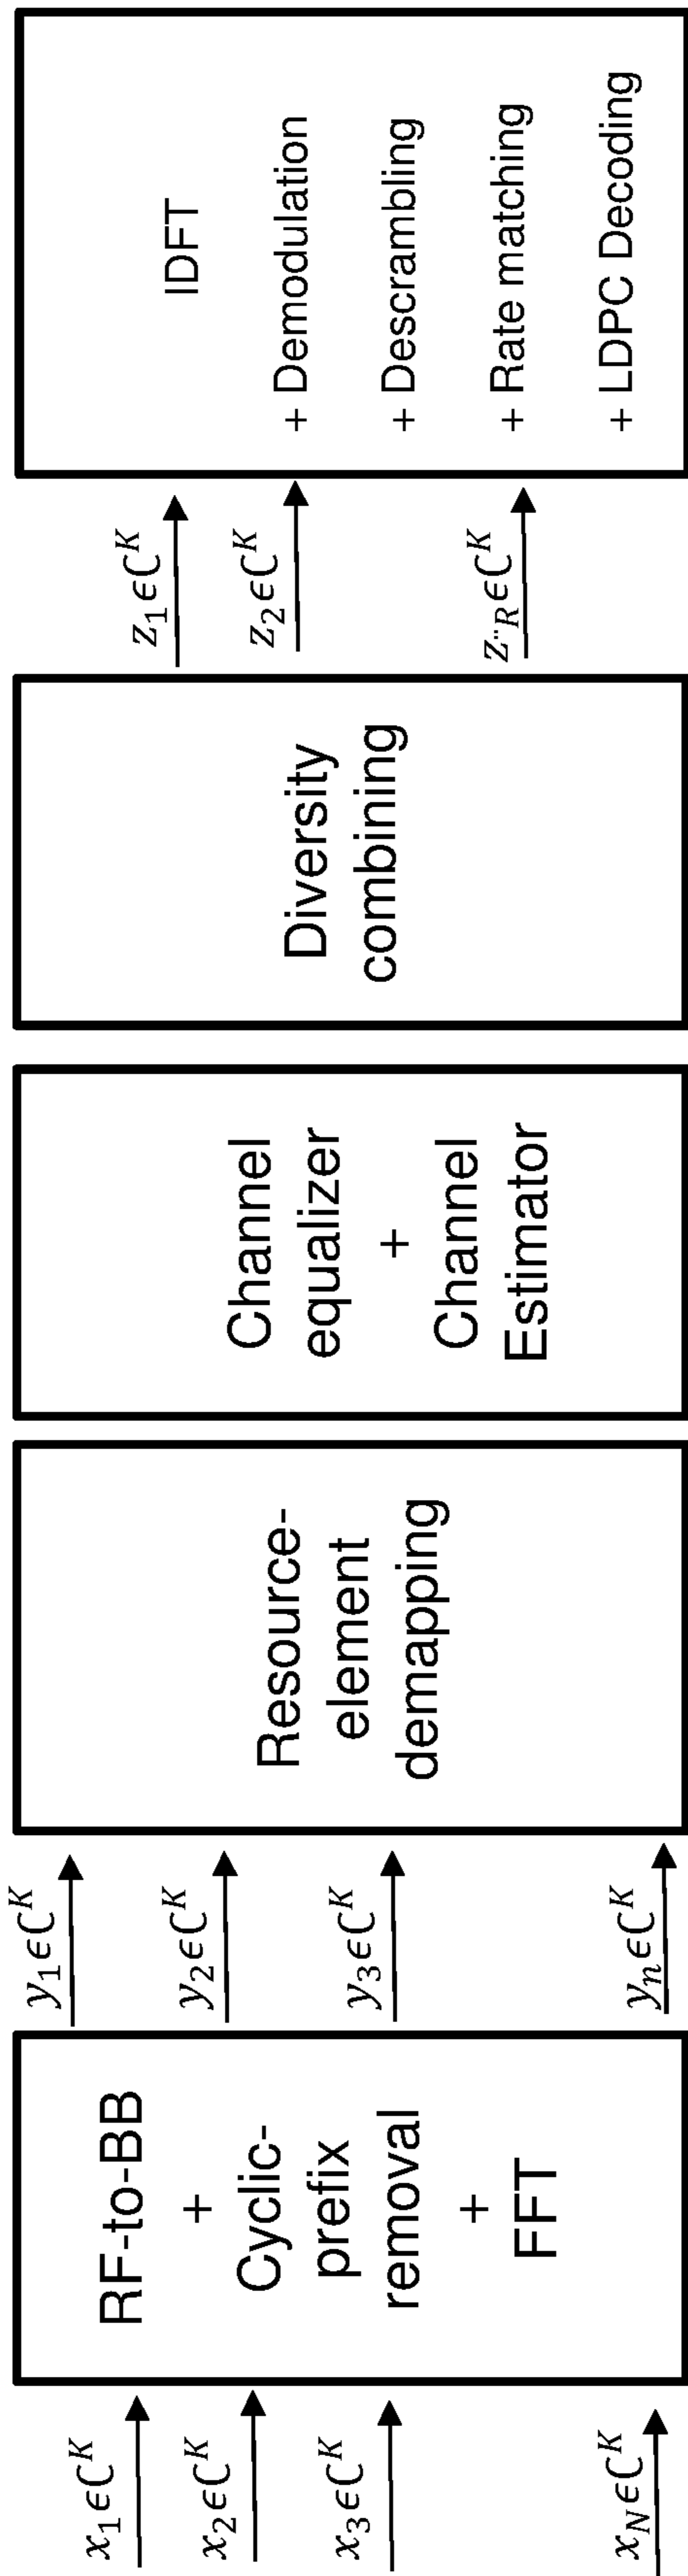 x₁ϵC^K
x₂ϵC^K
x₃ϵC^K
x_NϵC^K
RF-to-BB
+
Cyclic-
prefix
removal
+
FFT
y₁ϵC^K
y₂ϵC^K
y₃ϵC^K
y_nϵC^K
Resource-
element
demapping
Channel
equalizer
+
Channel
Estimator
Diversity
combining
z₁ϵC^K
z₂ϵC^K
z¨_RϵC^K
IDFT
+ Demodulation
+ Descrambling
+ Rate matching
+ LDPC Decoding